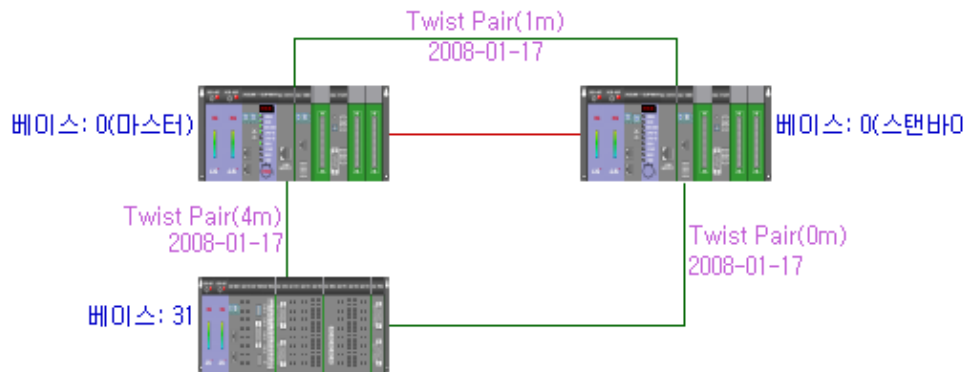 Twist Pair(1m)
2008-01-17
베이스: 0(마스터)
베이스: 0(스탠바이
Twist Pair(4m)
2008-01-17
Twist Pair(0m)
2008-01-17
베이스: 31